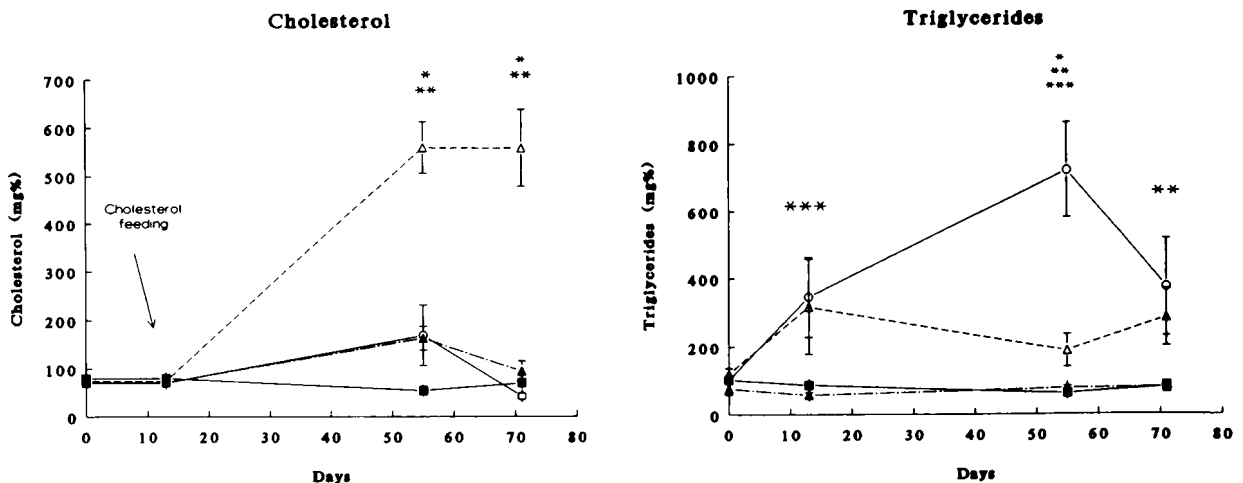 Cholesterol
*
**
*
**
700
600
500
400
300
200
100
0
Cholesterol (mg%)
Cholesterol
feeding
0 10 20 30 40 50 60 70 80
Days
Triglycerides
*
**
***
***
**
1000
800
600
400
200
0
Triglycerides (mg%)
0 10 20 30 40 50 60 70 80
Days